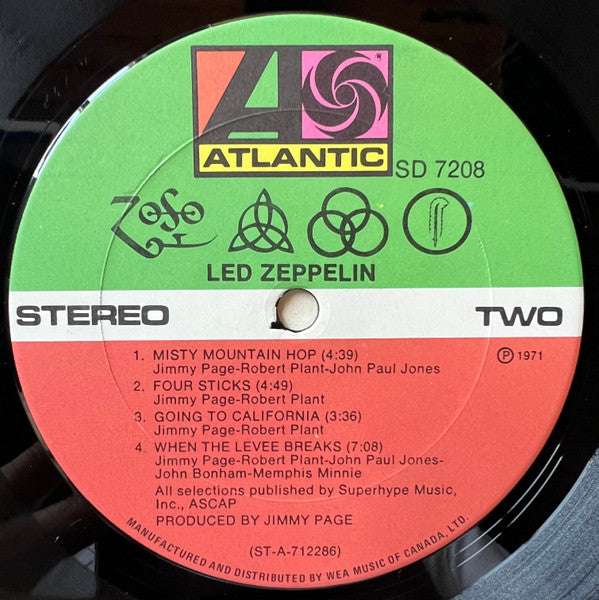 ATLANTIC
SD 7208
LED ZEPPELIN
STEREO
TWO
1. MISTY MOUNTAIN HOP (4:39)
Jimmy Page-Robert Plant-John Paul Jones
℗ 1971
2. FOUR STICKS (4:49)
Jimmy Page-Robert Plant
3. GOING TO CALIFORNIA (3:36)
Jimmy Page-Robert Plant
4. WHEN THE LEVEE BREAKS (7:08)
Jimmy Page-Robert Plant-John Paul Jones-
John Bonham-Memphis Minnie
All selections published by Superhype Music,
Inc., ASCAP
PRODUCED BY JIMMY PAGE
(ST-A-712286)
MANUFACTURED AND DISTRIBUTED BY WEA MUSIC OF CANADA, LTD.